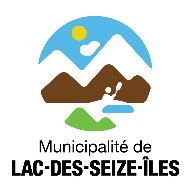 Municipalité de
LAC-DES-SEIZE-ÎLES